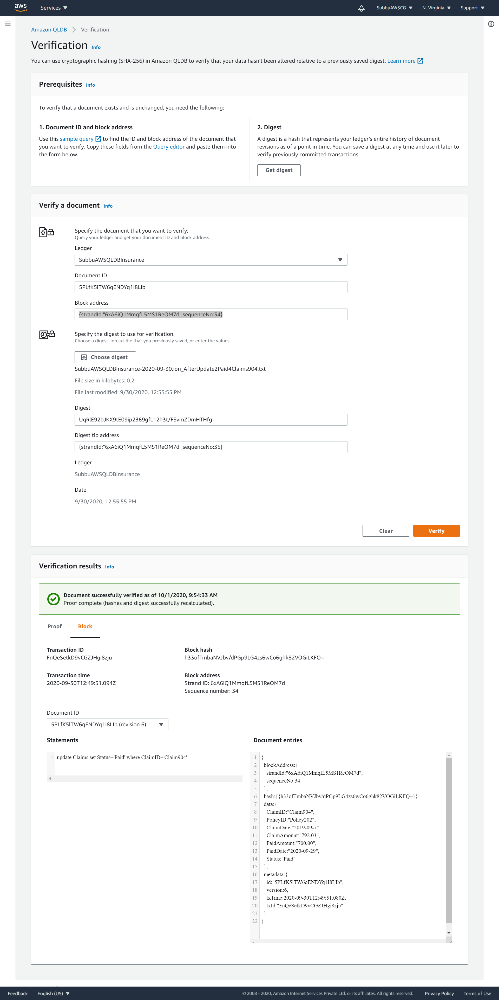 aws
Services
SubbuAWSCG
N. Virginia
Support
Amazon QLDB
Verification
Verification Info
You can use cryptographic hashing (SHA-256) in Amazon QLDB to verify that your data hasn't been altered relative to a previously saved digest. Learn more
Prerequisites Info
To verify that a document exists and is unchanged, you need the following:
1. Document ID and block address
Use this sample query to find the ID and block address of the document that
you want to verify. Copy these fields from the Query editor and paste them into
the form below.
2. Digest
A digest is a hash that represents your ledger's entire history of document
revisions as of a point in time. You can save a digest at any time and use it later to
verify previously committed transactions.
Get digest
Verify a document Info
Specify the document that you want to verify.
Query your ledger and get your document ID and block address.
Ledger
SubbuAWSQLDBInsurance
Document ID
5PLfK5lTW6qENDYq1I8LIb
Block address
{strandId:"6xA6iQ1MmqfL5MS1ReOM7d",sequenceNo:34}
Specify the digest to use for verification.
Choose a digest .ion.txt file that you previously saved, or enter the values.
Choose digest
SubbuAWSQLDBInsurance-2020-09-30.ion_AfterUpdate2Paid4Claims904.txt
File size in kilobytes: 0.2
File last modified: 9/30/2020, 12:55:55 PM
Digest
UqRlE92bJKX9tE09ip2369gfL12h3t/FSvmZDmHTHfg=
Digest tip address
{strandId:"6xA6iQ1MmqfL5MS1ReOM7d",sequenceNo:35}
Ledger
SubbuAWSQLDBInsurance
Date
9/30/2020, 12:55:55 PM
Clear
Verify
Verification results Info
Document successfully verified as of 10/1/2020, 9:54:33 AM
Proof complete (hashes and digest successfully recalculated).
Proof
Block
Transaction ID
FnQeSetkD9vCGZJHgi8zju
Block hash
h33ofTmbaNVJbv/dPGp9LG4zs6wCo6ghk82VOGiLKFQ=
Transaction time
2020-09-30T12:49:51.094Z
Block address
Strand ID: 6xA6iQ1MmqfL5MS1ReOM7d
Sequence number: 34
Document ID
5PLfK5lTW6qENDYq1I8LIb (revision 6)
Statements
1 update Claims set Status='Paid' where ClaimID='Claim904'
Document entries
1 {
2 blockAddress:{
3 strandId:"6xA6iQ1MmqfL5MS1ReOM7d",
4 sequenceNo:34
5 },
6 hash:{{h33ofTmbaNVJbv/dPGp9LG4zs6wCo6ghk82VOGiLKFQ=}},
7 data:{
8 ClaimID:"Claim904",
9 PolicyID:"Policy202",
10 ClaimDate:"2019-09-7",
11 ClaimAmount:"792.03",
12 PaidAmount:"700.00",
13 PaidDate:"2020-09-29",
14 Status:"Paid"
15 },
16 metadata:{
17 id:"5PLfK5lTW6qENDYq1I8LIb",
18 version:6,
19 txTime:2020-09-30T12:49:51.080Z,
20 txId:"FnQeSetkD9vCGZJHgi8zju"
21 }
22 }
Feedback
English (US)
© 2008 - 2020, Amazon Internet Services Private Ltd. or its affiliates. All rights reserved.
Privacy Policy
Terms of Use